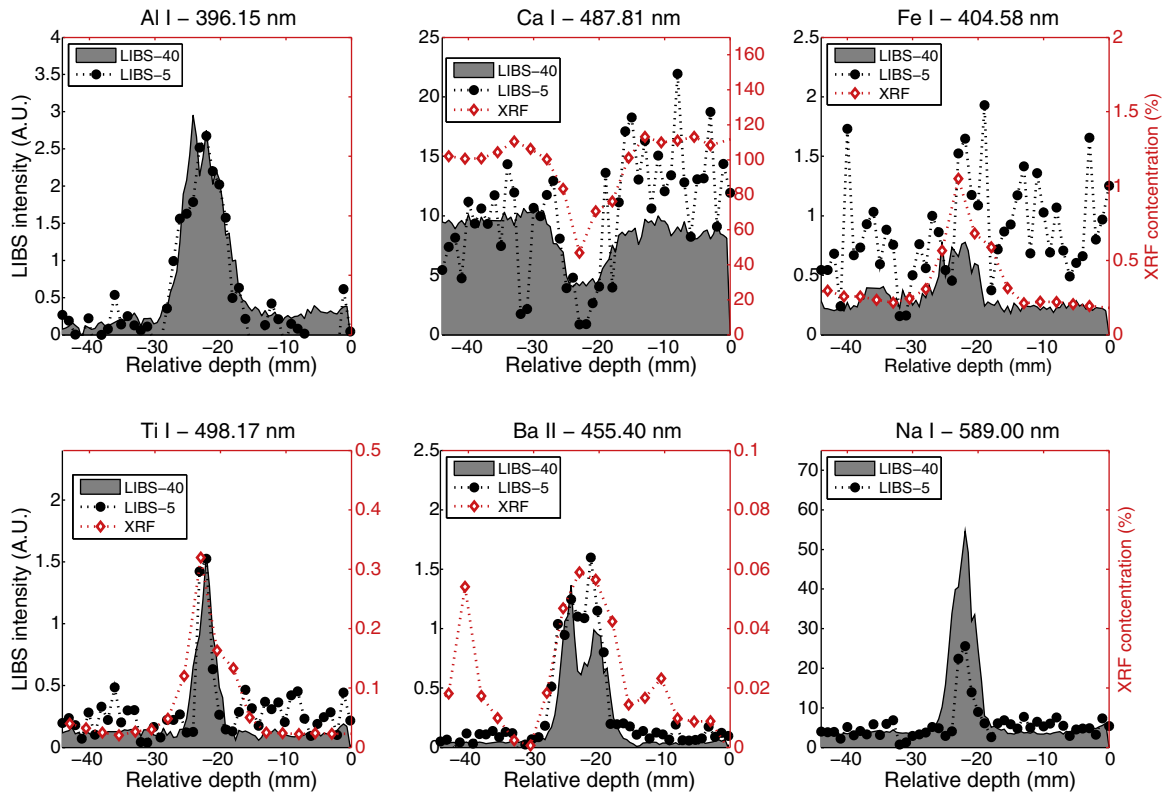 Al I − 396.15 nm
Ca I − 487.81 nm
Fe I − 404.58 nm
4
3.5
3
2.5
2
1.5
1
0.5
0
LIBS−40
LIBS−5
LIBS intensity (A.U.)
−40 −30 −20 −10 0
Relative depth (mm)
25
20
15
10
5
0
LIBS−40
LIBS−5
XRF
160
140
120
100
80
60
40
20
0
−40 −30 −20 −10 0
Relative depth (mm)
2.5
2
1.5
1
0.5
0
LIBS−40
LIBS−5
XRF
2
1.5
1
0.5
0
XRF contcentration (%)
−40 −30 −20 −10 0
Relative depth (mm)
Ti I − 498.17 nm
Ba II − 455.40 nm
Na I − 589.00 nm
2
1.5
1
0.5
0
LIBS−40
LIBS−5
XRF
LIBS intensity (A.U.)
0.5
0.4
0.3
0.2
0.1
0
−40 −30 −20 −10 0
Relative depth (mm)
2.5
2
1.5
1
0.5
0
LIBS−40
LIBS−5
XRF
0.1
0.08
0.06
0.04
0.02
0
−40 −30 −20 −10 0
Relative depth (mm)
70
60
50
40
30
20
10
0
LIBS−40
LIBS−5
XRF contcentration (%)
−40 −30 −20 −10 0
Relative depth (mm)